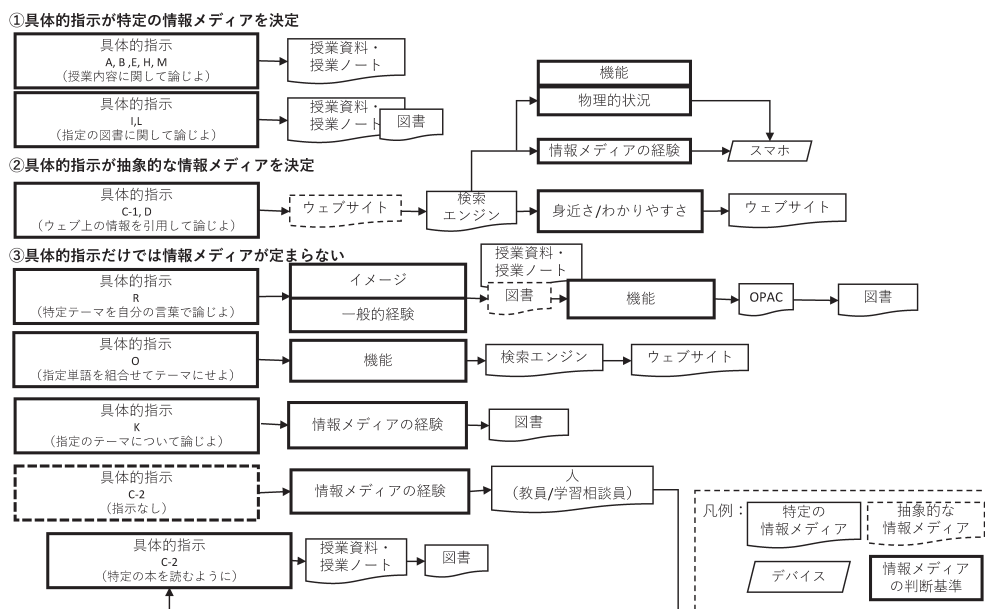 ①具体的指示が特定の情報メディアを決定
具体的指示
A, B ,E, H, M
（授業内容に関して論じよ）
授業資料・
授業ノート
具体的指示
I,L
（指定の図書に関して論じよ）
授業資料・
授業ノート
図書
機能
物理的状況
情報メディアの経験
スマホ
②具体的指示が抽象的な情報メディアを決定
具体的指示
C-1, D
（ウェブ上の情報を引用して論じよ）
ウェブサイト
検索
エンジン
身近さ/わかりやすさ
ウェブサイト
③具体的指示だけでは情報メディアが定まらない
具体的指示
R
（特定テーマを自分の言葉で論じよ）
イメージ
一般的経験
授業資料・
授業ノート
図書
機能
OPAC
図書
具体的指示
O
（指定単語を組合せてテーマにせよ）
機能
検索エンジン
ウェブサイト
具体的指示
K
（指定のテーマについて論じよ）
情報メディアの経験
図書
具体的指示
C-2
（指示なし）
情報メディアの経験
人
（教員/学習相談員）
具体的指示
C-2
（特定の本を読むように）
授業資料・
授業ノート
図書
凡例：
特定の
情報メディア
抽象的な
情報メディア
デバイス
情報メディア
の判断基準